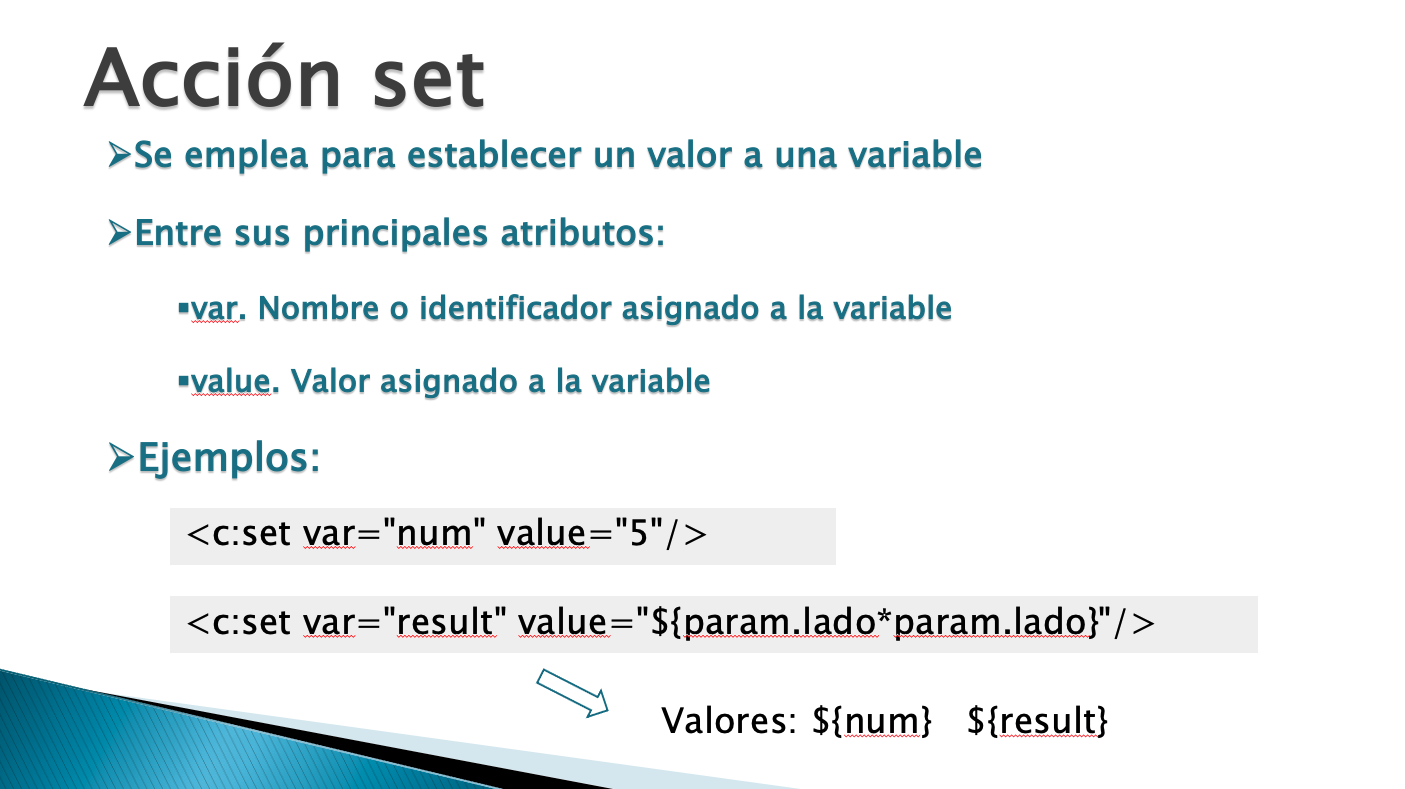 Acción set
➢Se emplea para establecer un valor a una variable
➢Entre sus principales atributos:
▪var. Nombre o identificador asignado a la variable
▪value. Valor asignado a la variable
➢Ejemplos:
<c:set var="num" value="5"/>
<c:set var="result" value="${param.lado*param.lado}"/>
Valores: ${num} ${result}